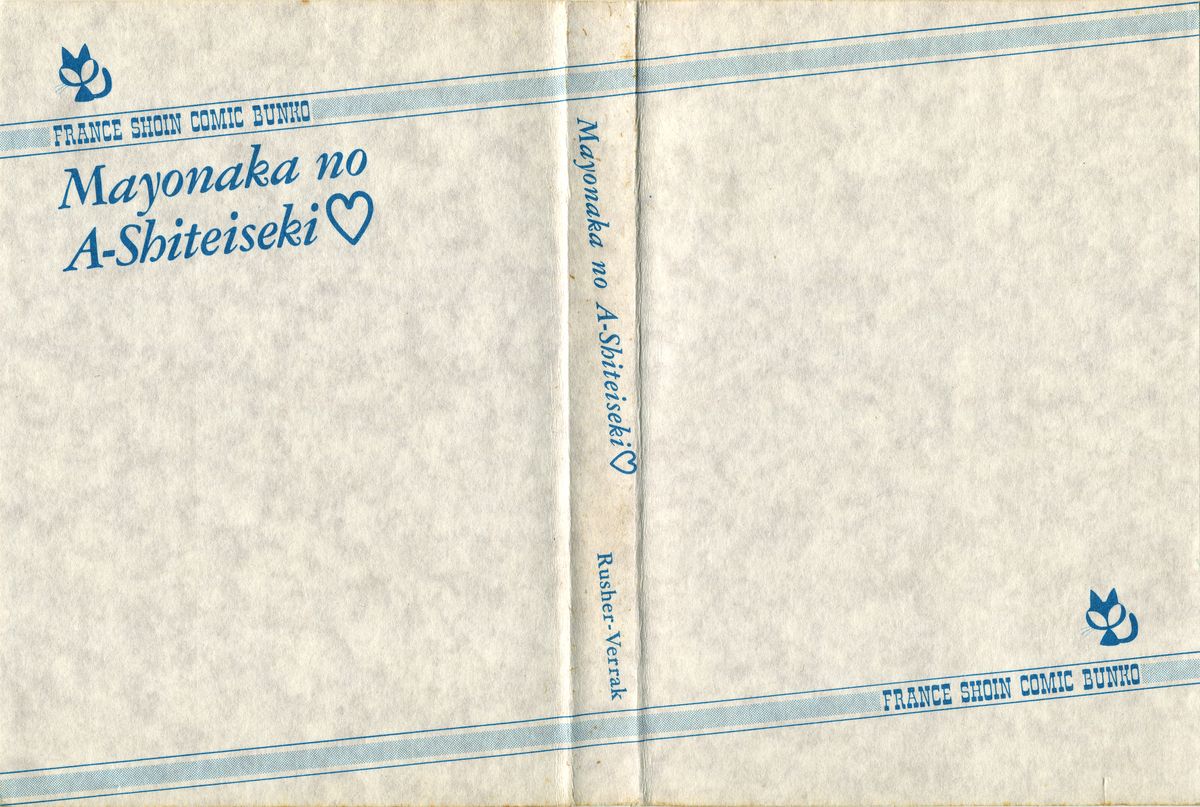 FRANCE SHOIN COMIC BUNKO
Mayonaka no
A-Shiteiseki♡
Mayonaka no A-Shiteiseki♡
Rusher-Verrak
FRANCE SHOIN COMIC BUNKO